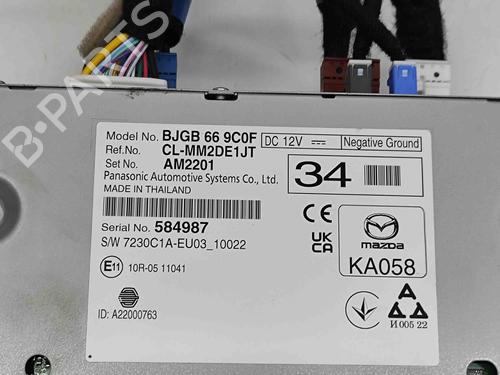 B-PARTS
Model No. BJGB 66 9C0F
Ref.No. CL-MM2DE1JT
Set No. AM2201
Panasonic Automotive Systems Co., Ltd.
MADE IN THAILAND
Serial No. 584987
S/W 7230C1A-EU03_10022
E11 10R-05 11041
ID: A22000763
DC 12V
Negative Ground
34
CE
UK
CA
mazda
KA058
И 005 22